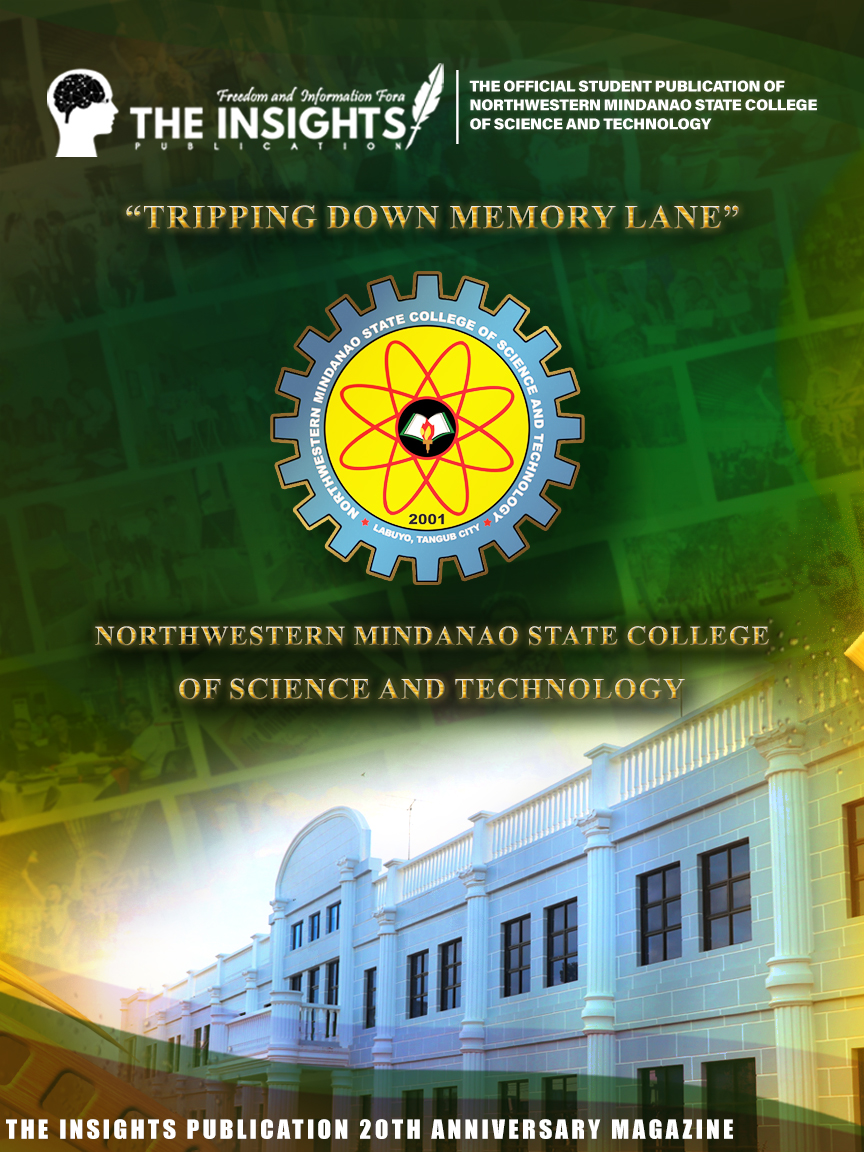 Freedom and Information Fora
THE INSIGHTS
PUBLICATION
THE OFFICIAL STUDENT PUBLICATION OF
NORTHWESTERN MINDANAO STATE COLLEGE
OF SCIENCE AND TECHNOLOGY
“TRIPPING DOWN MEMORY LANE”
NORTHWESTERN MINDANAO STATE COLLEGE OF SCIENCE AND TECHNOLOGY
2001
LABUYO, TANGUB CITY
NORTHWESTERN MINDANAO STATE COLLEGE
OF SCIENCE AND TECHNOLOGY
THE INSIGHTS PUBLICATION 20TH ANNIVERSARY MAGAZINE